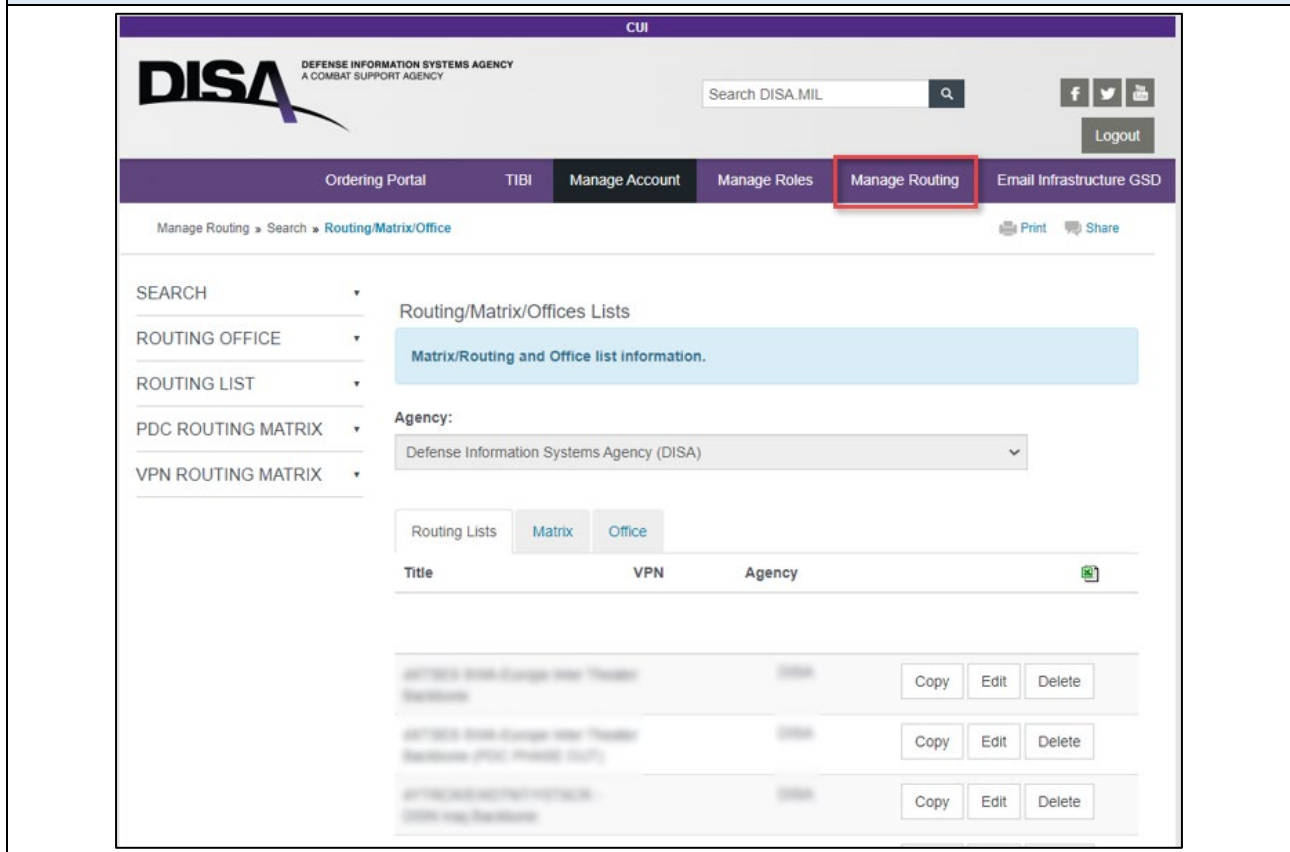 CUI
DISA
DEFENSE INFORMATION SYSTEMS AGENCY
A COMBAT SUPPORT AGENCY
Search DISA.MIL
Logout
Ordering Portal TIBI Manage Account Manage Roles Manage Routing Email Infrastructure GSD
Manage Routing » Search » Routing/Matrix/Office Print Share
SEARCH
ROUTING OFFICE
ROUTING LIST
PDC ROUTING MATRIX
VPN ROUTING MATRIX
Routing/Matrix/Offices Lists
Matrix/Routing and Office list information.
Agency:
Defense Information Systems Agency (DISA)
Routing Lists Matrix Office
Title VPN Agency
Copy Edit Delete
Copy Edit Delete
Copy Edit Delete